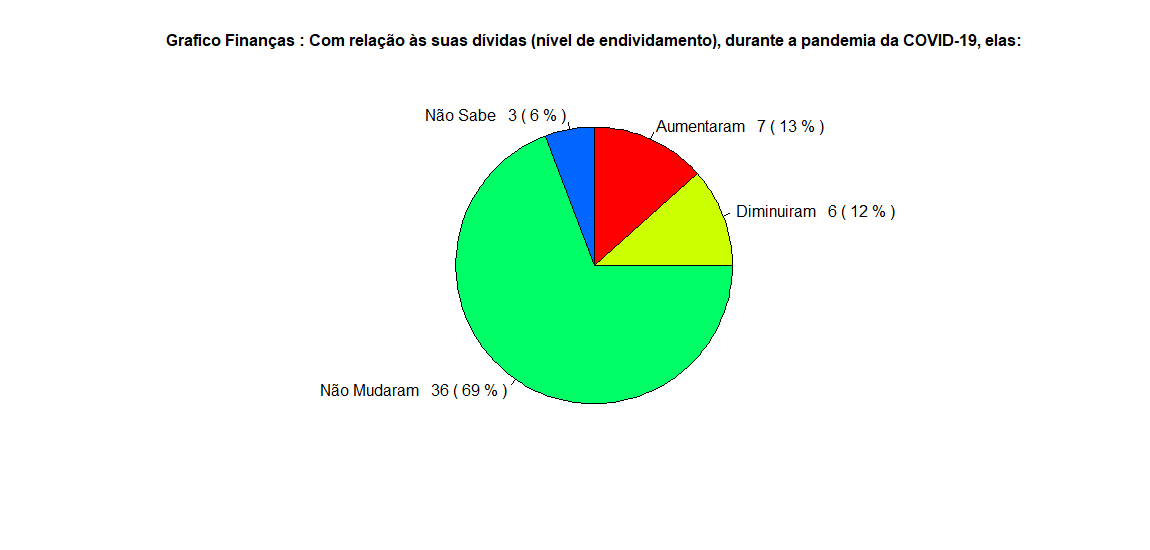 Grafico Finanças : Com relação às suas dívidas (nível de endividamento), durante a pandemia da COVID-19, elas:
Não Sabe 3 ( 6 % )
Aumentaram 7 ( 13 % )
Diminuiram 6 ( 12 % )
Não Mudaram 36 ( 69 % )